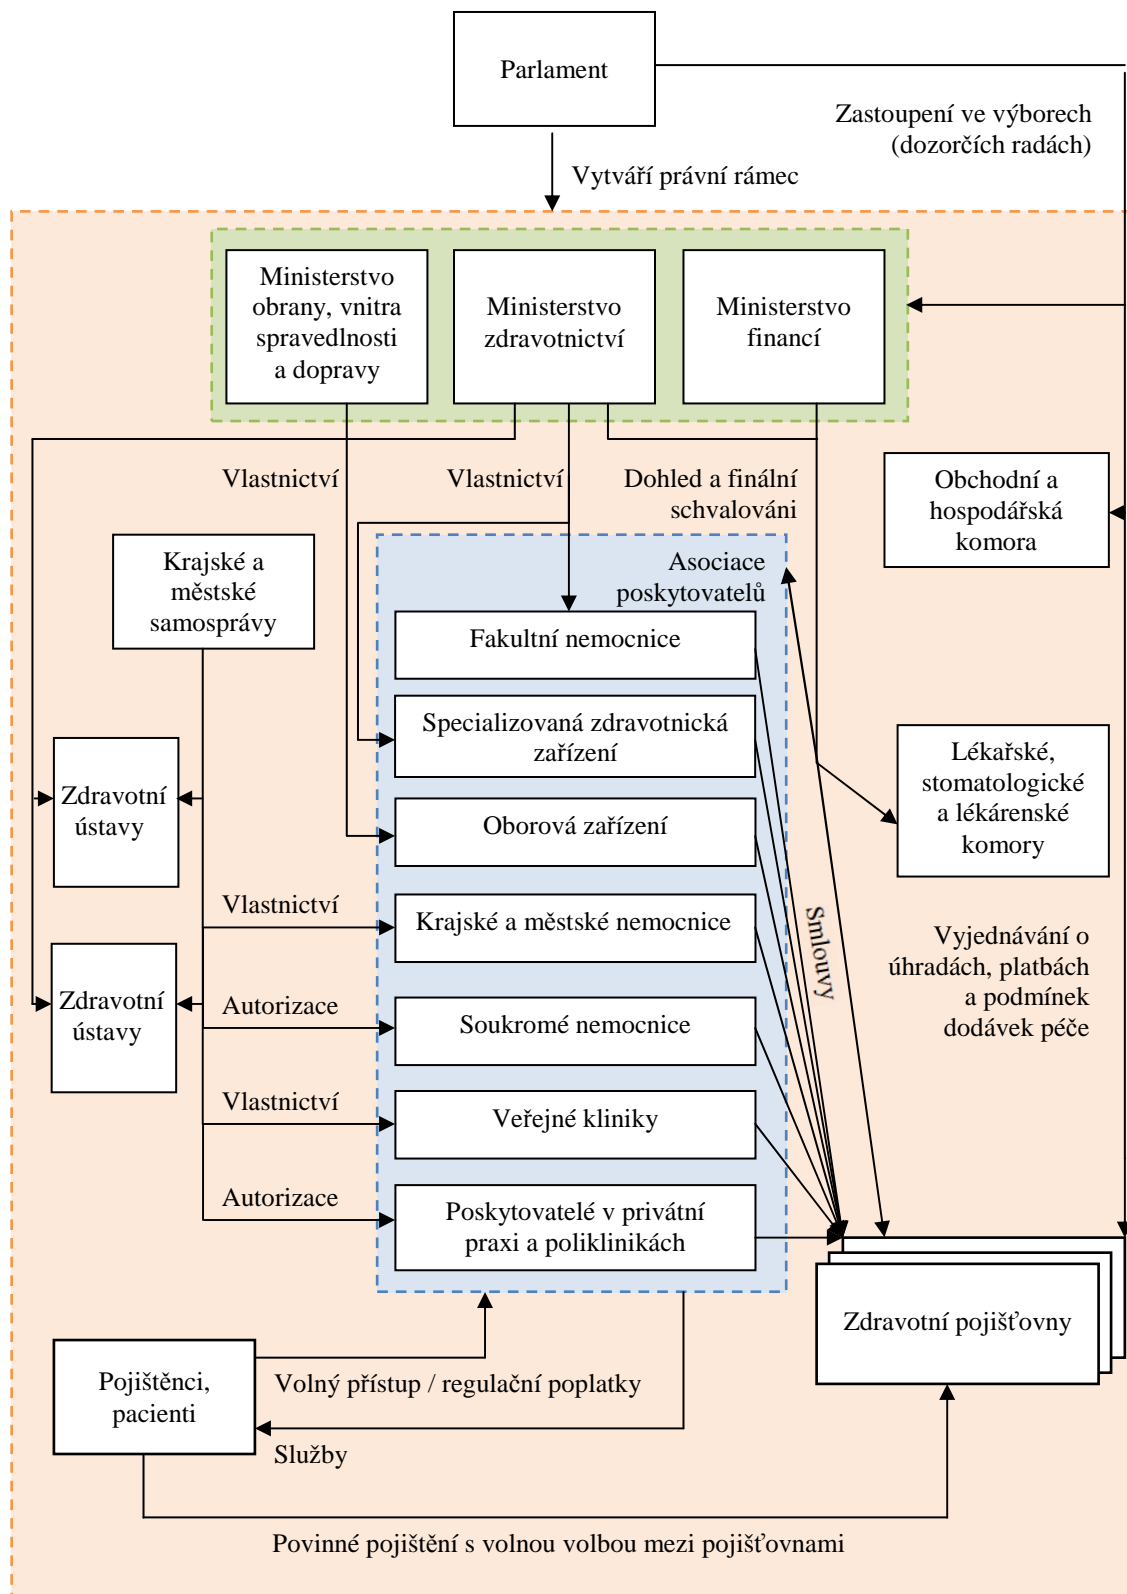 Parlament
Zastoupení ve výborech
(dozorčích radách)
Vytváří právní rámec
Ministerstvo
obrany, vnitra
spravedlnosti
a dopravy
Ministerstvo
zdravotnictví
Ministerstvo
financí
Vlastnictví
Vlastnictví
Dohled a finální
schvalováni
Obchodní a
hospodářská
komora
Krajské a
městské
samosprávy
Asociace
poskytovatelů
Fakultní nemocnice
Specializovaná zdravotnická
zařízení
Lékařské,
stomatologické
a lékárenské
komory
Zdravotní
ústavy
Oborová zařízení
Vlastnictví
Krajské a městské nemocnice
Smlouvy
Vyjednávání o
úhradách, platbách
a podmínek
dodávek péče
Zdravotní
ústavy
Autorizace
Soukromé nemocnice
Vlastnictví
Veřejné kliniky
Autorizace
Poskytovatelé v privátní
praxi a poliklinikách
Zdravotní pojišťovny
Pojištěnci,
pacienti
Volný přístup / regulační poplatky
Služby
Povinné pojištění s volnou volbou mezi pojišťovnami